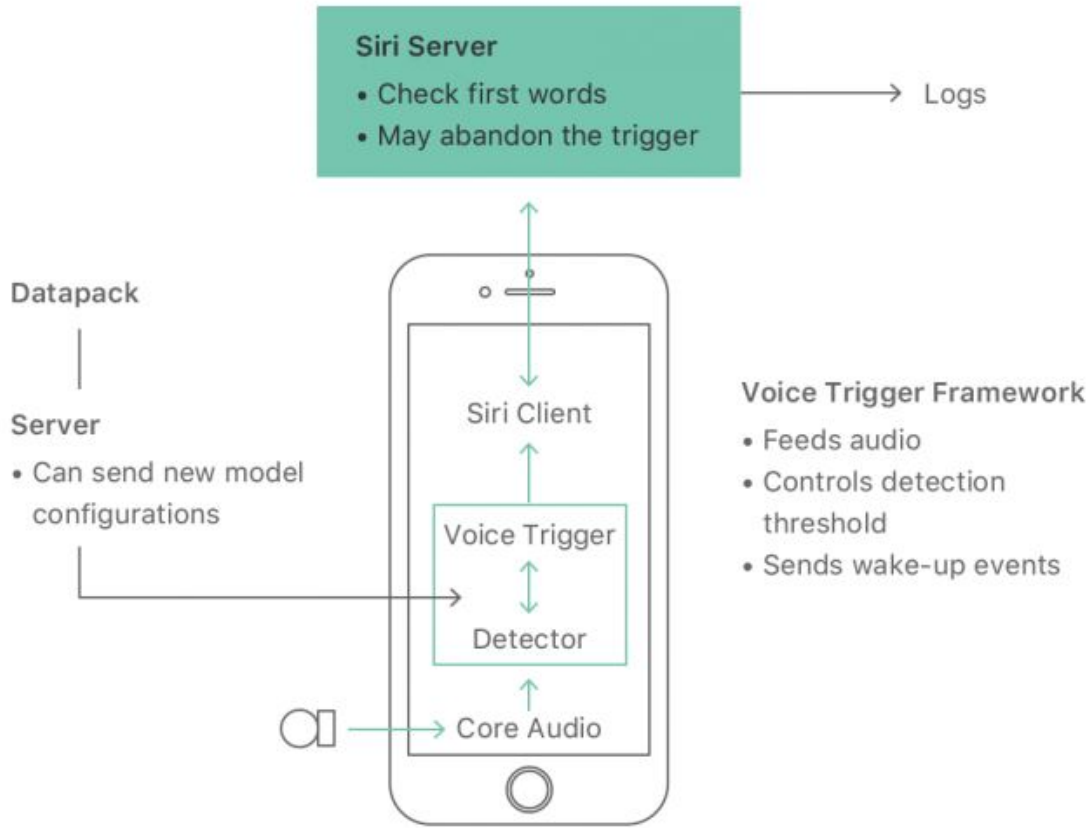 Siri Server
• Check first words
• May abandon the trigger
Logs
Datapack
Server
• Can send new model
configurations
Siri Client
Voice Trigger
Detector
Core Audio
Voice Trigger Framework
• Feeds audio
• Controls detection
threshold
• Sends wake-up events